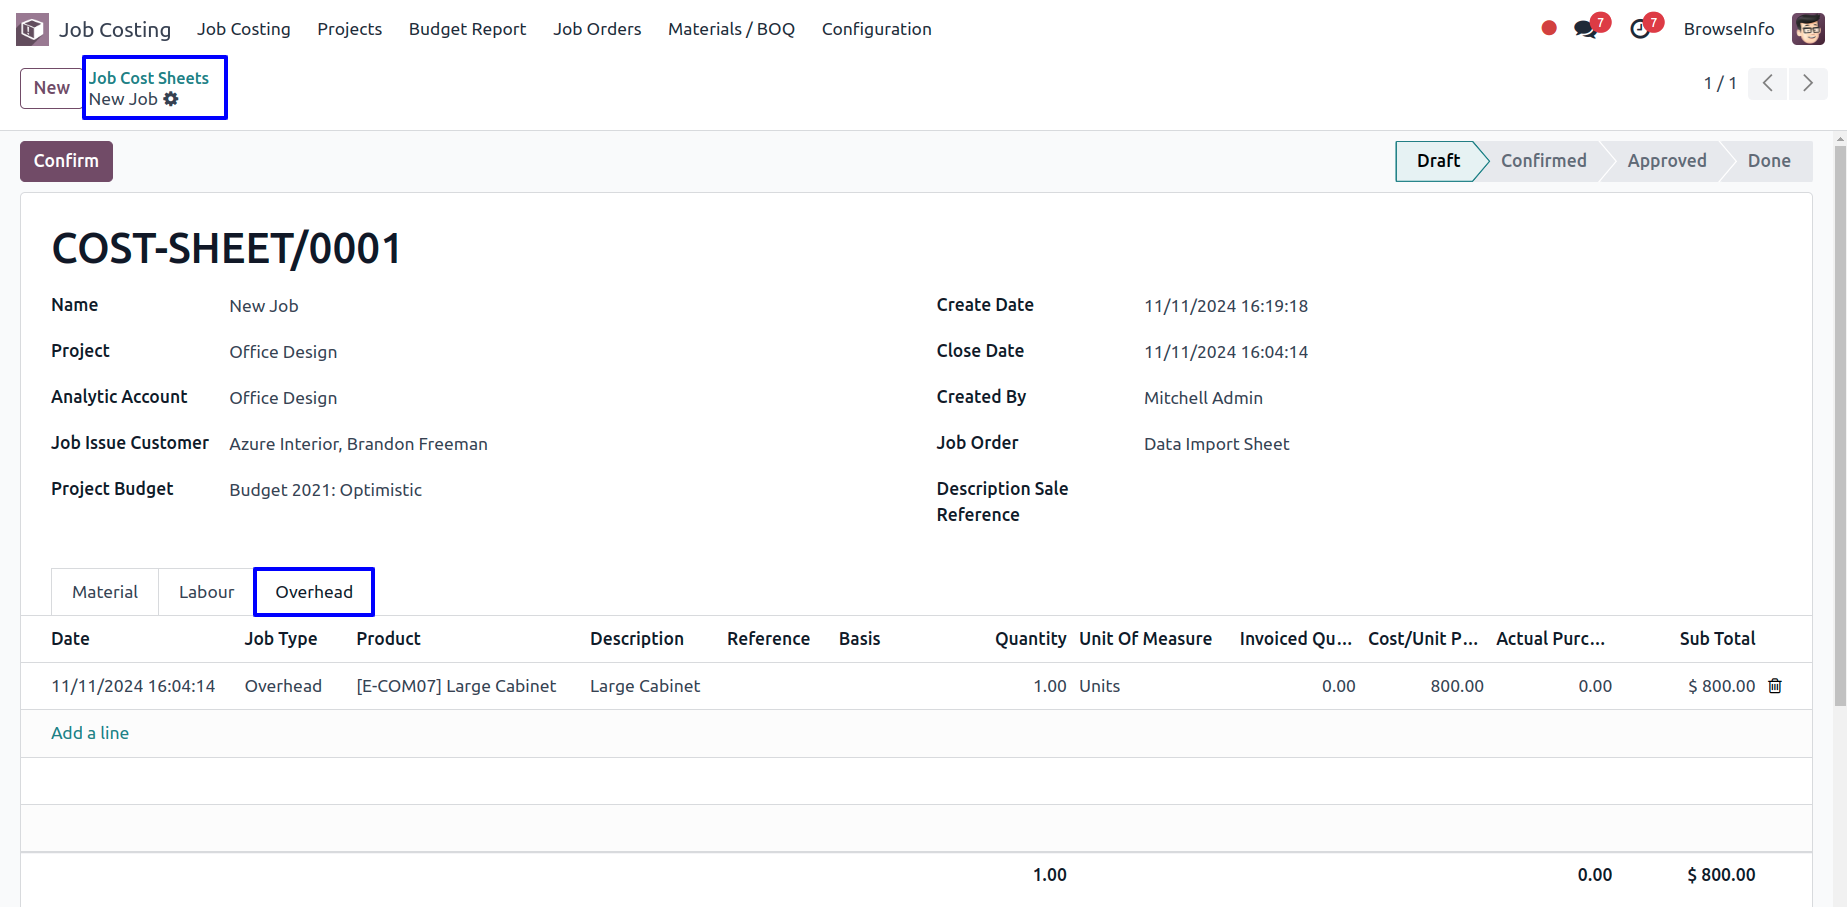 Job Costing Job Costing Projects Budget Report Job Orders Materials / BOQ Configuration 7 7 BrowseInfo
New Job Cost Sheets 1 / 1
New Job
Confirm Draft Confirmed Approved Done
COST-SHEET/0001
Name New Job Create Date 11/11/2024 16:19:18
Project Office Design Close Date 11/11/2024 16:04:14
Analytic Account Office Design Created By Mitchell Admin
Job Issue Customer Azure Interior, Brandon Freeman Job Order Data Import Sheet
Project Budget Budget 2021: Optimistic Description Sale
Reference
Material Labour Overhead
Date Job Type Product Description Reference Basis Quantity Unit Of Measure Invoiced Qu... Cost/Unit P... Actual Purc... Sub Total
11/11/2024 16:04:14 Overhead [E-COM07] Large Cabinet Large Cabinet 1.00 Units 0.00 800.00 0.00 $ 800.00
Add a line
1.00 0.00 $ 800.00